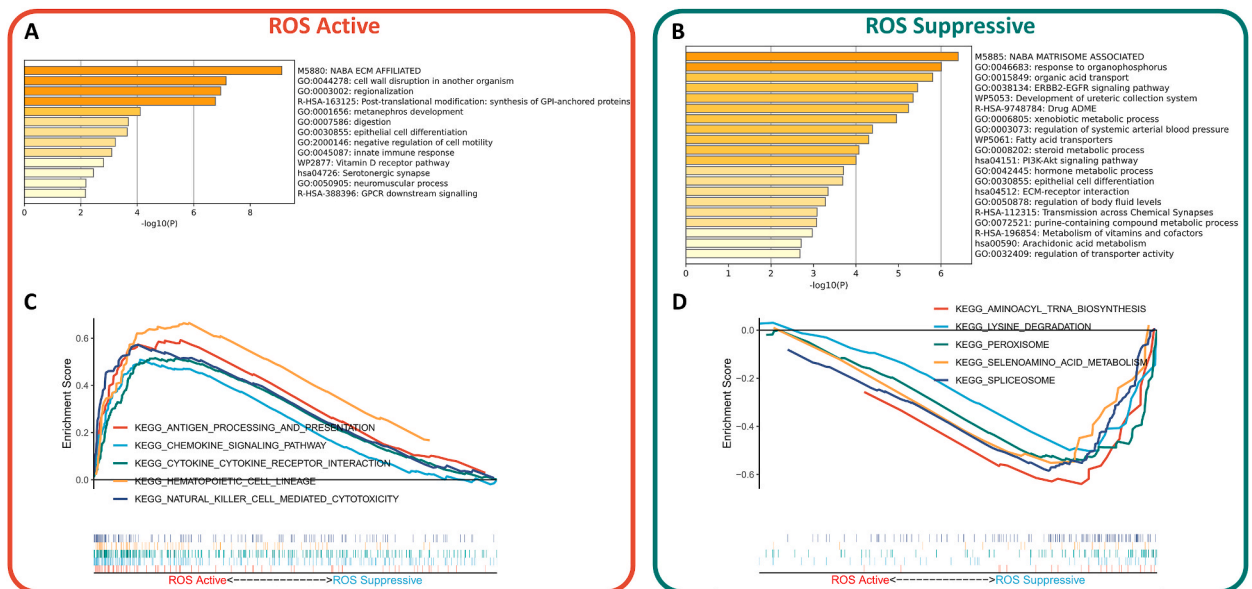 ROS Active
A
M5880: NABA ECM AFFILIATED
GO:0044278: cell wall disruption in another organism
GO:0003002: regionalization
R-HSA-163125: Post-translational modification: synthesis of GPI-anchored proteins
GO:0001656: metanephros development
GO:0007586: digestion
GO:0030855: epithelial cell differentiation
GO:2000146: negative regulation of cell motility
GO:0045087: innate immune response
WP2877: Vitamin D receptor pathway
hsa04726: Serotonergic synapse
GO:0050905: neuromuscular process
R-HSA-388396: GPCR downstream signalling
0 2 4 6 8
-log10(P)
ROS Suppressive
B
M5885: NABA MATRISOME ASSOCIATED
GO:0046683: response to organophosphorus
GO:0015849: organic acid transport
GO:0038134: ERBB2-EGFR signaling pathway
WP5053: Development of ureteric collection system
R-HSA-9748784: Drug ADME
GO:0006805: xenobiotic metabolic process
GO:0003073: regulation of systemic arterial blood pressure
WP5061: Fatty acid transporters
GO:0008202: steroid metabolic process
hsa04151: PI3K-Akt signaling pathway
GO:0042445: hormone metabolic process
GO:0030855: epithelial cell differentiation
hsa04512: ECM-receptor interaction
GO:0050878: regulation of body fluid levels
R-HSA-112315: Transmission across Chemical Synapses
GO:0072521: purine-containing compound metabolic process
R-HSA-196854: Metabolism of vitamins and cofactors
hsa00590: Arachidonic acid metabolism
GO:0032409: regulation of transporter activity
0 1 2 3 4 5 6
-log10(P)
C
Enrichment Score
0.6
0.4
0.2
0.0
KEGG_ANTIGEN_PROCESSING_AND_PRESENTATION
KEGG_CHEMOKINE_SIGNALING_PATHWAY
KEGG_CYTOKINE_CYTOKINE_RECEPTOR_INTERACTION
KEGG_HEMATOPOIETIC_CELL_LINEAGE
KEGG_NATURAL_KILLER_CELL_MEDIATED_CYTOTOXICITY
ROS Active<------------->ROS Suppressive
D
Enrichment Score
0.0
−0.2
−0.4
−0.6
KEGG_AMINOACYL_TRNA_BIOSYNTHESIS
KEGG_LYSINE_DEGRADATION
KEGG_PEROXISOME
KEGG_SELENOAMINO_ACID_METABOLISM
KEGG_SPLICEOSOME
ROS Active<------------->ROS Suppressive